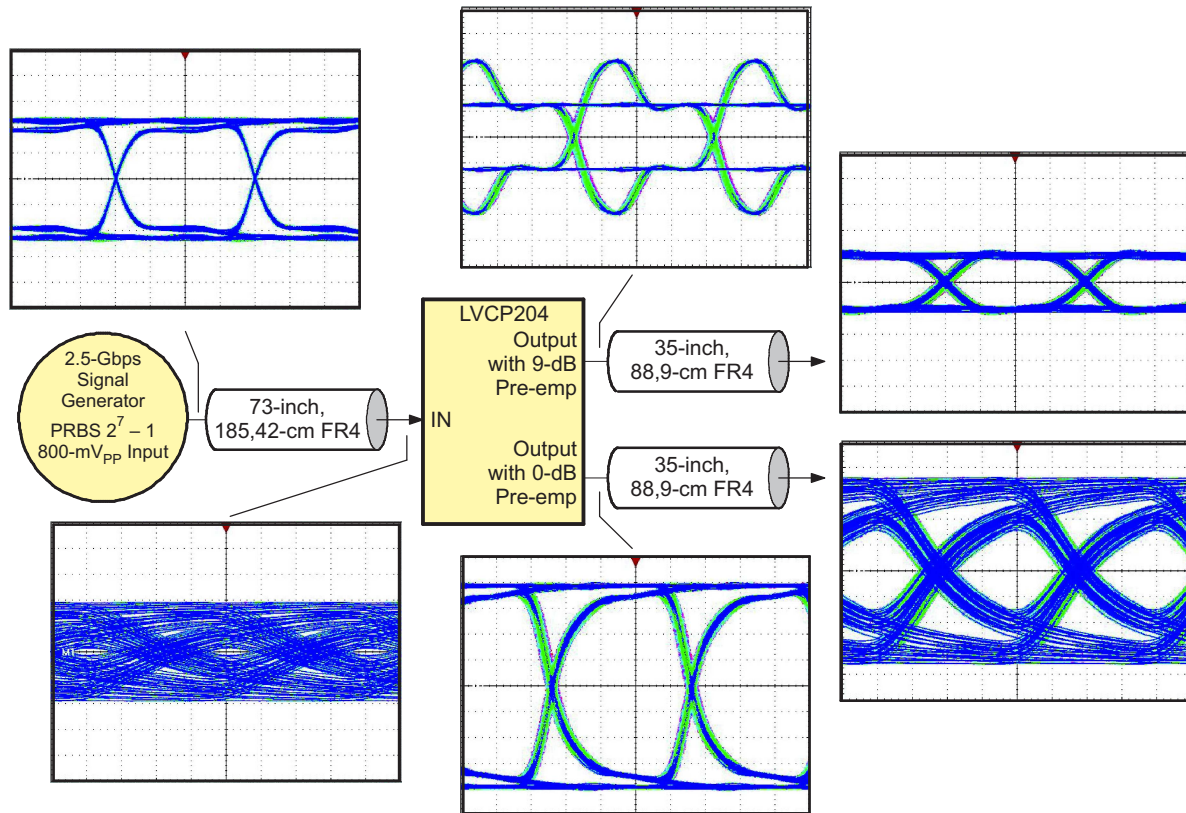 LVCP204
Output
with 9-dB
Pre-emp
35-inch,
88,9-cm FR4
2.5-Gbps
Signal
Generator
PRBS 2⁷ – 1
800-mVPP Input
73-inch,
185,42-cm FR4
IN
Output
with 0-dB
Pre-emp
35-inch,
88,9-cm FR4
M1